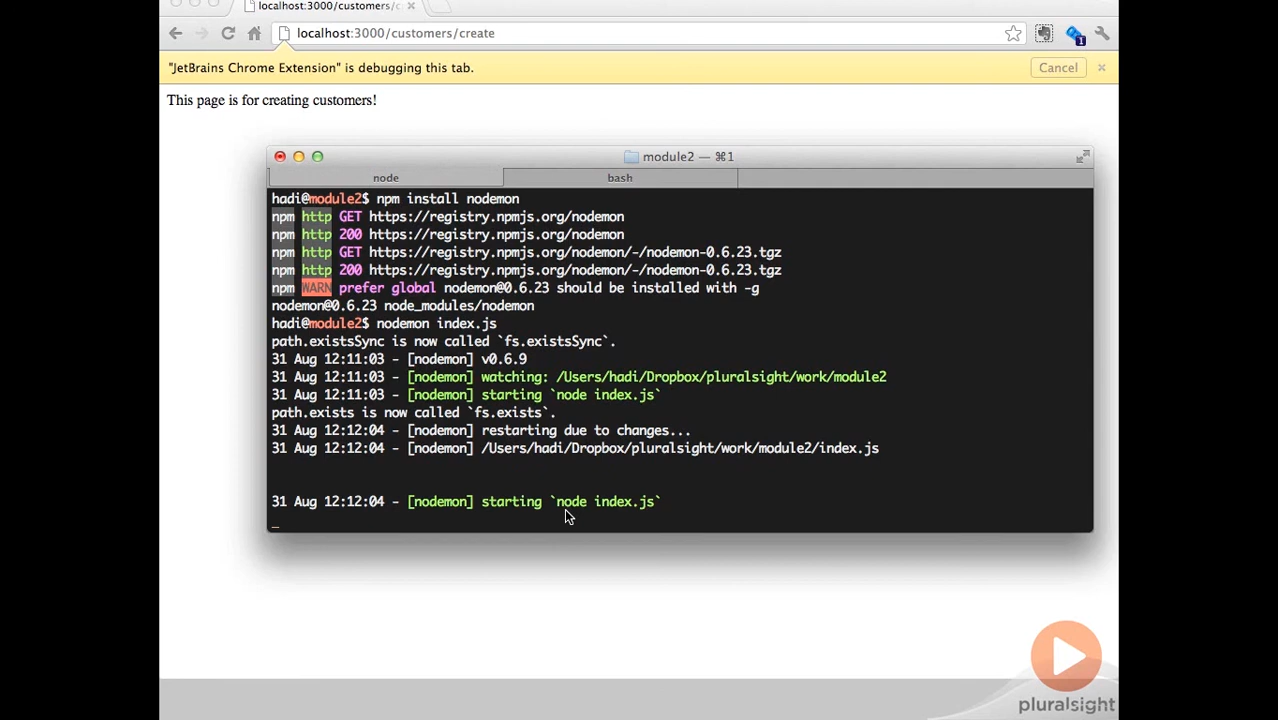 localhost:3000/customers/c
localhost:3000/customers/create
"JetBrains Chrome Extension" is debugging this tab.
Cancel
This page is for creating customers!
module2 — ⌘1
node
bash
hadi@module2$ npm install nodemon
npm http GET https://registry.npmjs.org/nodemon
npm http 200 https://registry.npmjs.org/nodemon
npm http GET https://registry.npmjs.org/nodemon/-/nodemon-0.6.23.tgz
npm http 200 https://registry.npmjs.org/nodemon/-/nodemon-0.6.23.tgz
npm WARN prefer global nodemon@0.6.23 should be installed with -g
nodemon@0.6.23 node_modules/nodemon
hadi@module2$ nodemon index.js
path.existsSync is now called `fs.existsSync`.
31 Aug 12:11:03 - [nodemon] v0.6.9
31 Aug 12:11:03 - [nodemon] watching: /Users/hadi/Dropbox/pluralsight/work/module2
31 Aug 12:11:03 - [nodemon] starting `node index.js`
path.exists is now called `fs.exists`.
31 Aug 12:12:04 - [nodemon] restarting due to changes...
31 Aug 12:12:04 - [nodemon] /Users/hadi/Dropbox/pluralsight/work/module2/index.js
31 Aug 12:12:04 - [nodemon] starting `node index.js`
pluralsight